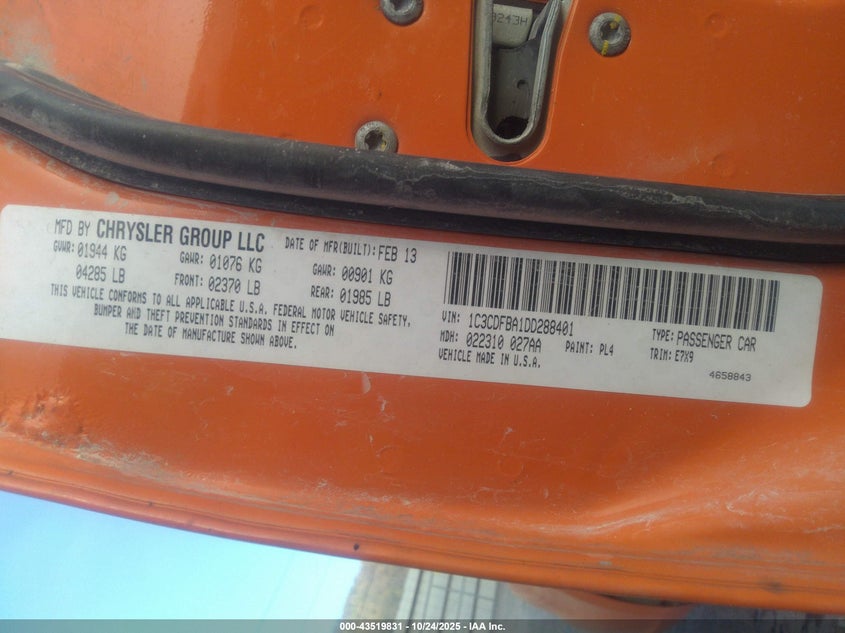 9243H
MFD BY CHRYSLER GROUP LLC
DATE OF MFR(BUILT): FEB 13
GVWR: 01944 KG
GAWR: 01076 KG
GAWR: 00901 KG
04285 LB
FRONT: 02370 LB
REAR: 01985 LB
THIS VEHICLE CONFORMS TO ALL APPLICABLE U.S.A. FEDERAL MOTOR VEHICLE SAFETY,
BUMPER AND THEFT PREVENTION STANDARDS IN EFFECT ON
THE DATE OF MANUFACTURE SHOWN ABOVE.
VIN: 1C3CDFBA1DD288401
TYPE: PASSENGER CAR
MDH: 022310 027AA
PAINT: PL4
TRIM: E7X9
VEHICLE MADE IN U.S.A.
4658843
000-43519831 - 10/24/2025 - IAA Inc.